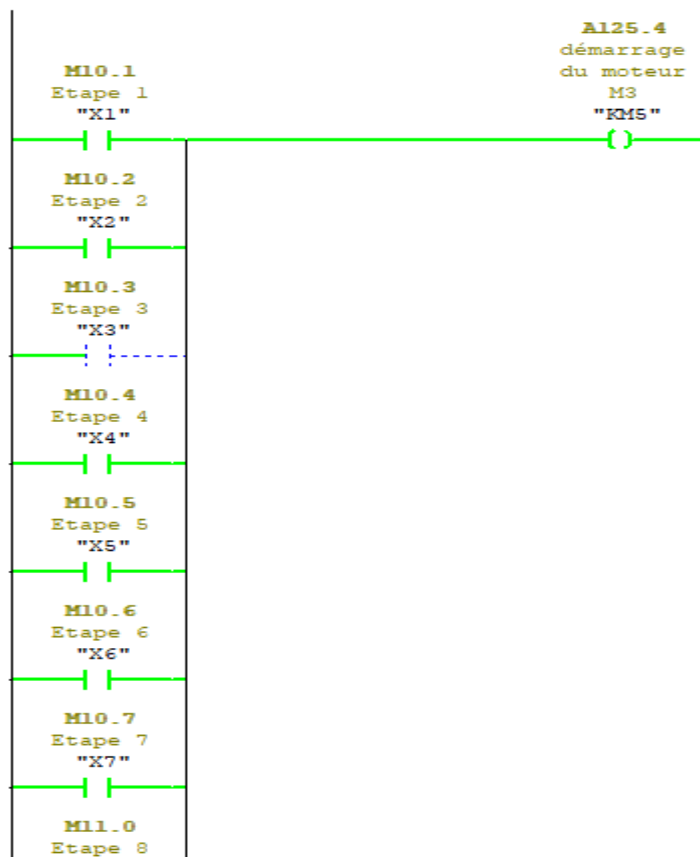 A125.4
démarrage
du moteur
M3
"KM5"
M10.1
Etape 1
"X1"
M10.2
Etape 2
"X2"
M10.3
Etape 3
"X3"
M10.4
Etape 4
"X4"
M10.5
Etape 5
"X5"
M10.6
Etape 6
"X6"
M10.7
Etape 7
"X7"
M11.0
Etape 8